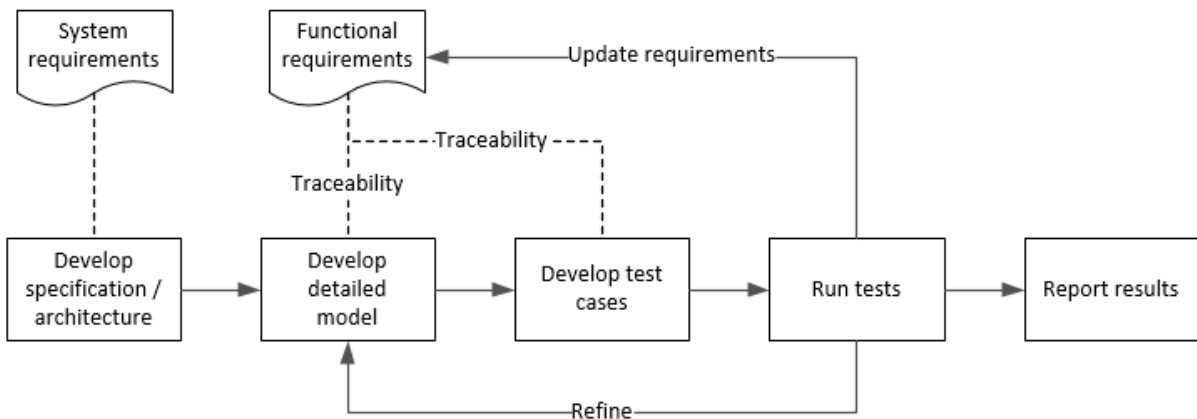 System
requirements
Functional
requirements
Update requirements
Traceability
Traceability
Develop
specification /
architecture
Develop
detailed
model
Develop test
cases
Run tests
Report results
Refine